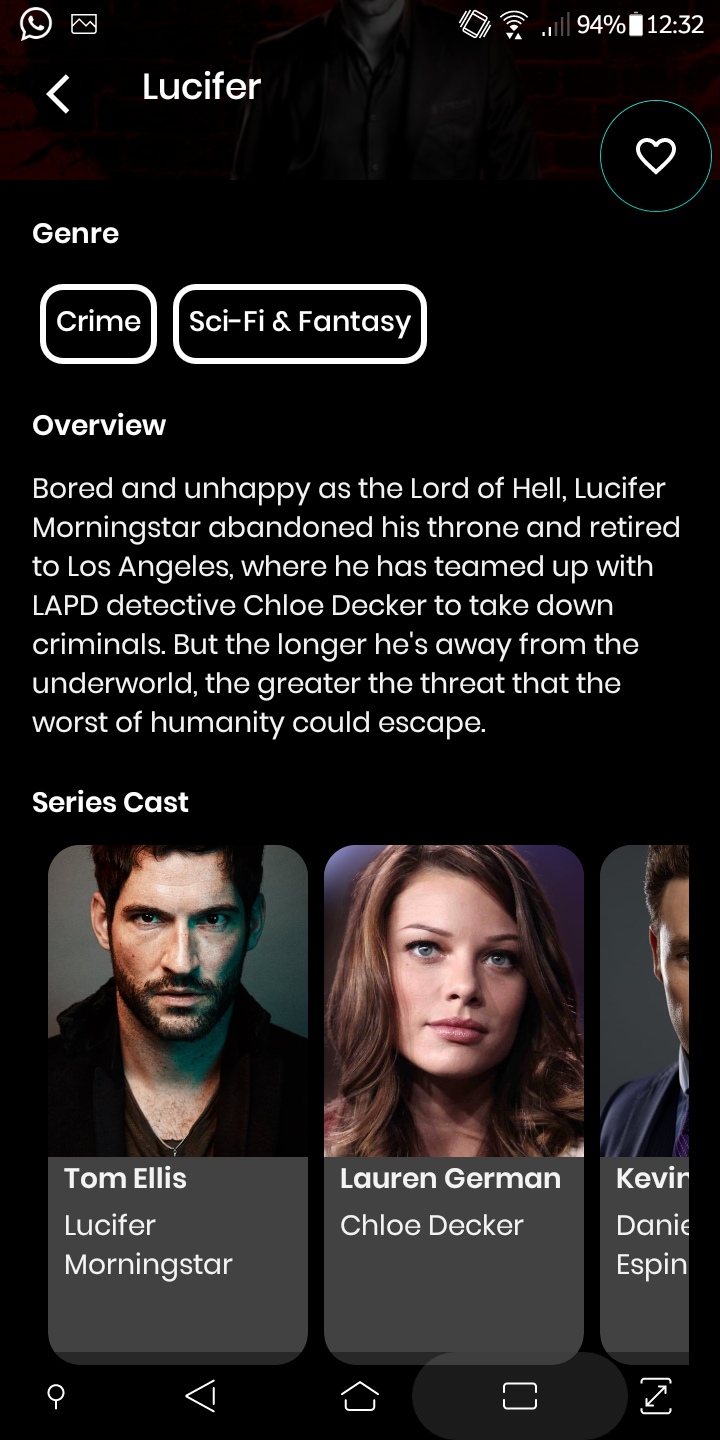 94% 12:32
Lucifer
Genre
Crime Sci-Fi & Fantasy
Overview
Bored and unhappy as the Lord of Hell, Lucifer
Morningstar abandoned his throne and retired
to Los Angeles, where he has teamed up with
LAPD detective Chloe Decker to take down
criminals. But the longer he's away from the
underworld, the greater the threat that the
worst of humanity could escape.
Series Cast
Tom Ellis
Lucifer
Morningstar
Lauren German
Chloe Decker